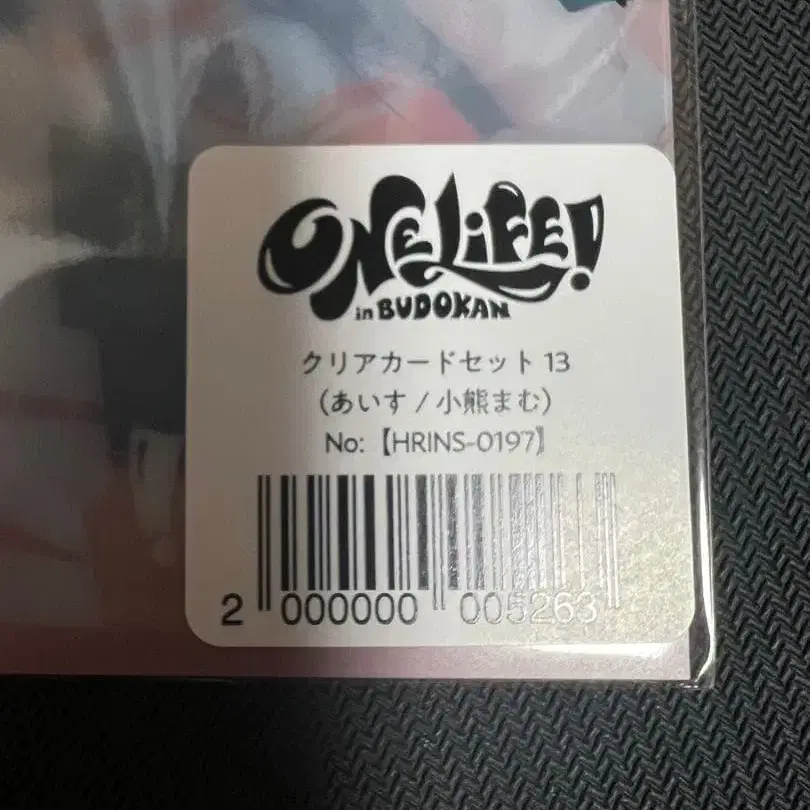 ONE LiFE!
in BUDOKAN
クリアカードセット 13
（あいす / 小熊まむ）
No:【HRINS-0197】
2 000000 005263